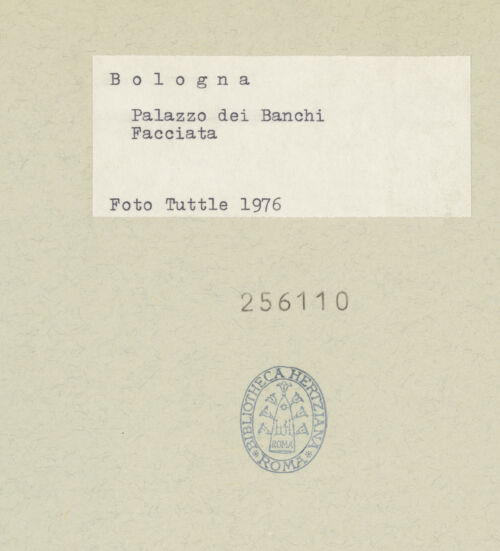 B o l o g n a
Palazzo dei Banchi
Facciata
Foto Tuttle 1976
256110
BIBLIOTHECA HERTZIANA
ROMA
ROMA